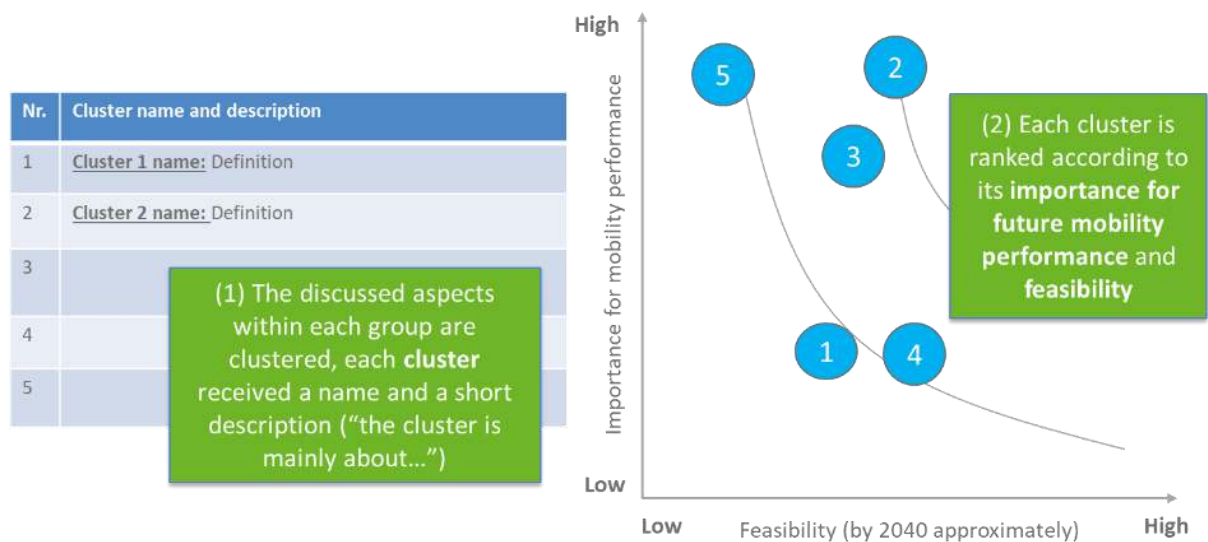 Nr. Cluster name and description
1 Cluster 1 name: Definition
2 Cluster 2 name: Definition
3
4
5
(1) The discussed aspects
within each group are
clustered, each cluster
received a name and a short
description (“the cluster is
mainly about…”)
High
Importance for mobility performance
Low
Low
Feasibility (by 2040 approximately)
High
5
2
3
1
4
(2) Each cluster is
ranked according to
its importance for
future mobility
performance and
feasibility